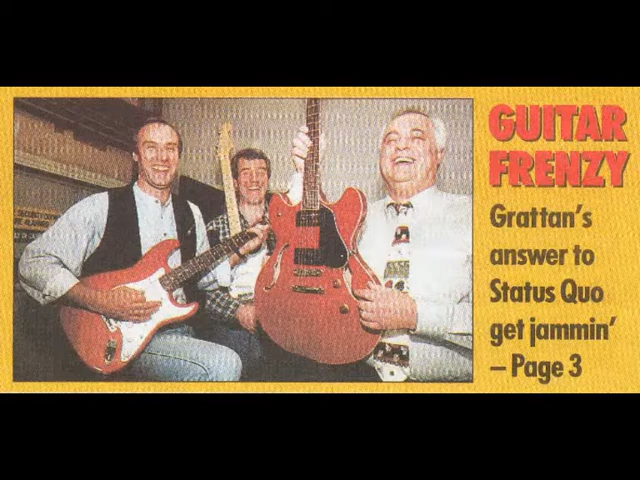 GUITAR
FRENZY
Grattan's
answer to
Status Quo
get jammin'
– Page 3